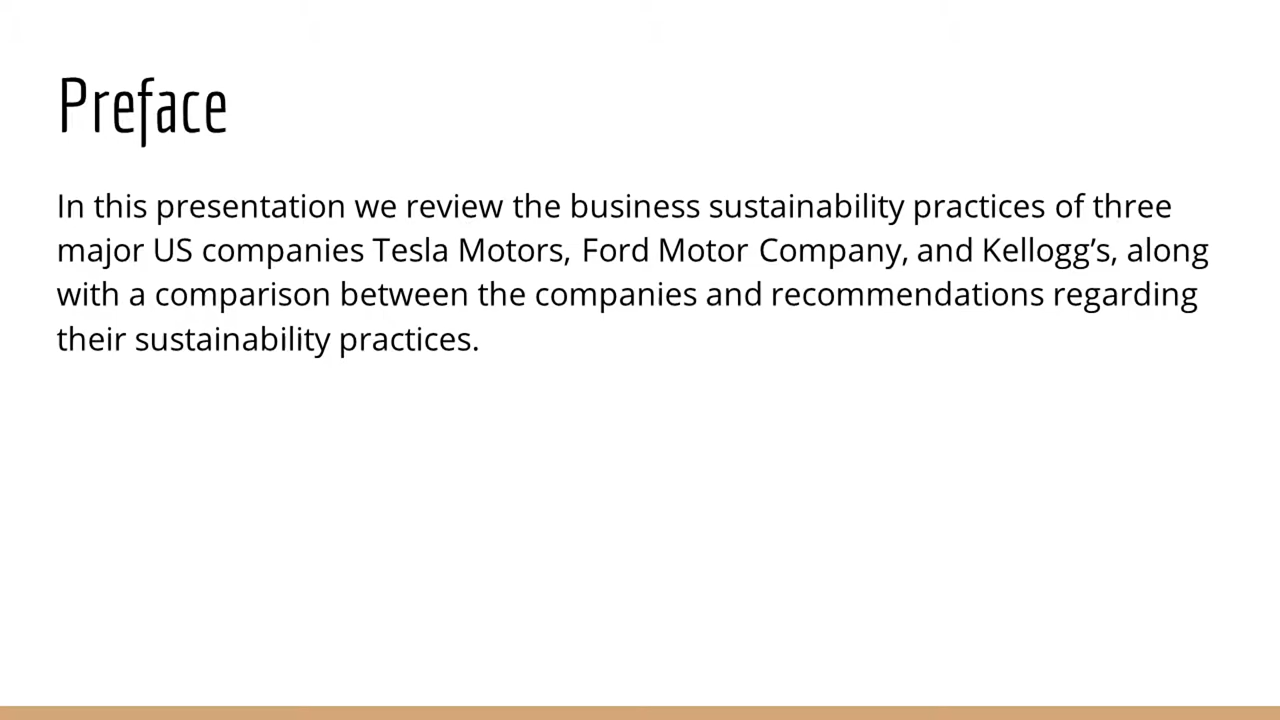 Preface
In this presentation we review the business sustainability practices of three
major US companies Tesla Motors, Ford Motor Company, and Kellogg’s, along
with a comparison between the companies and recommendations regarding
their sustainability practices.